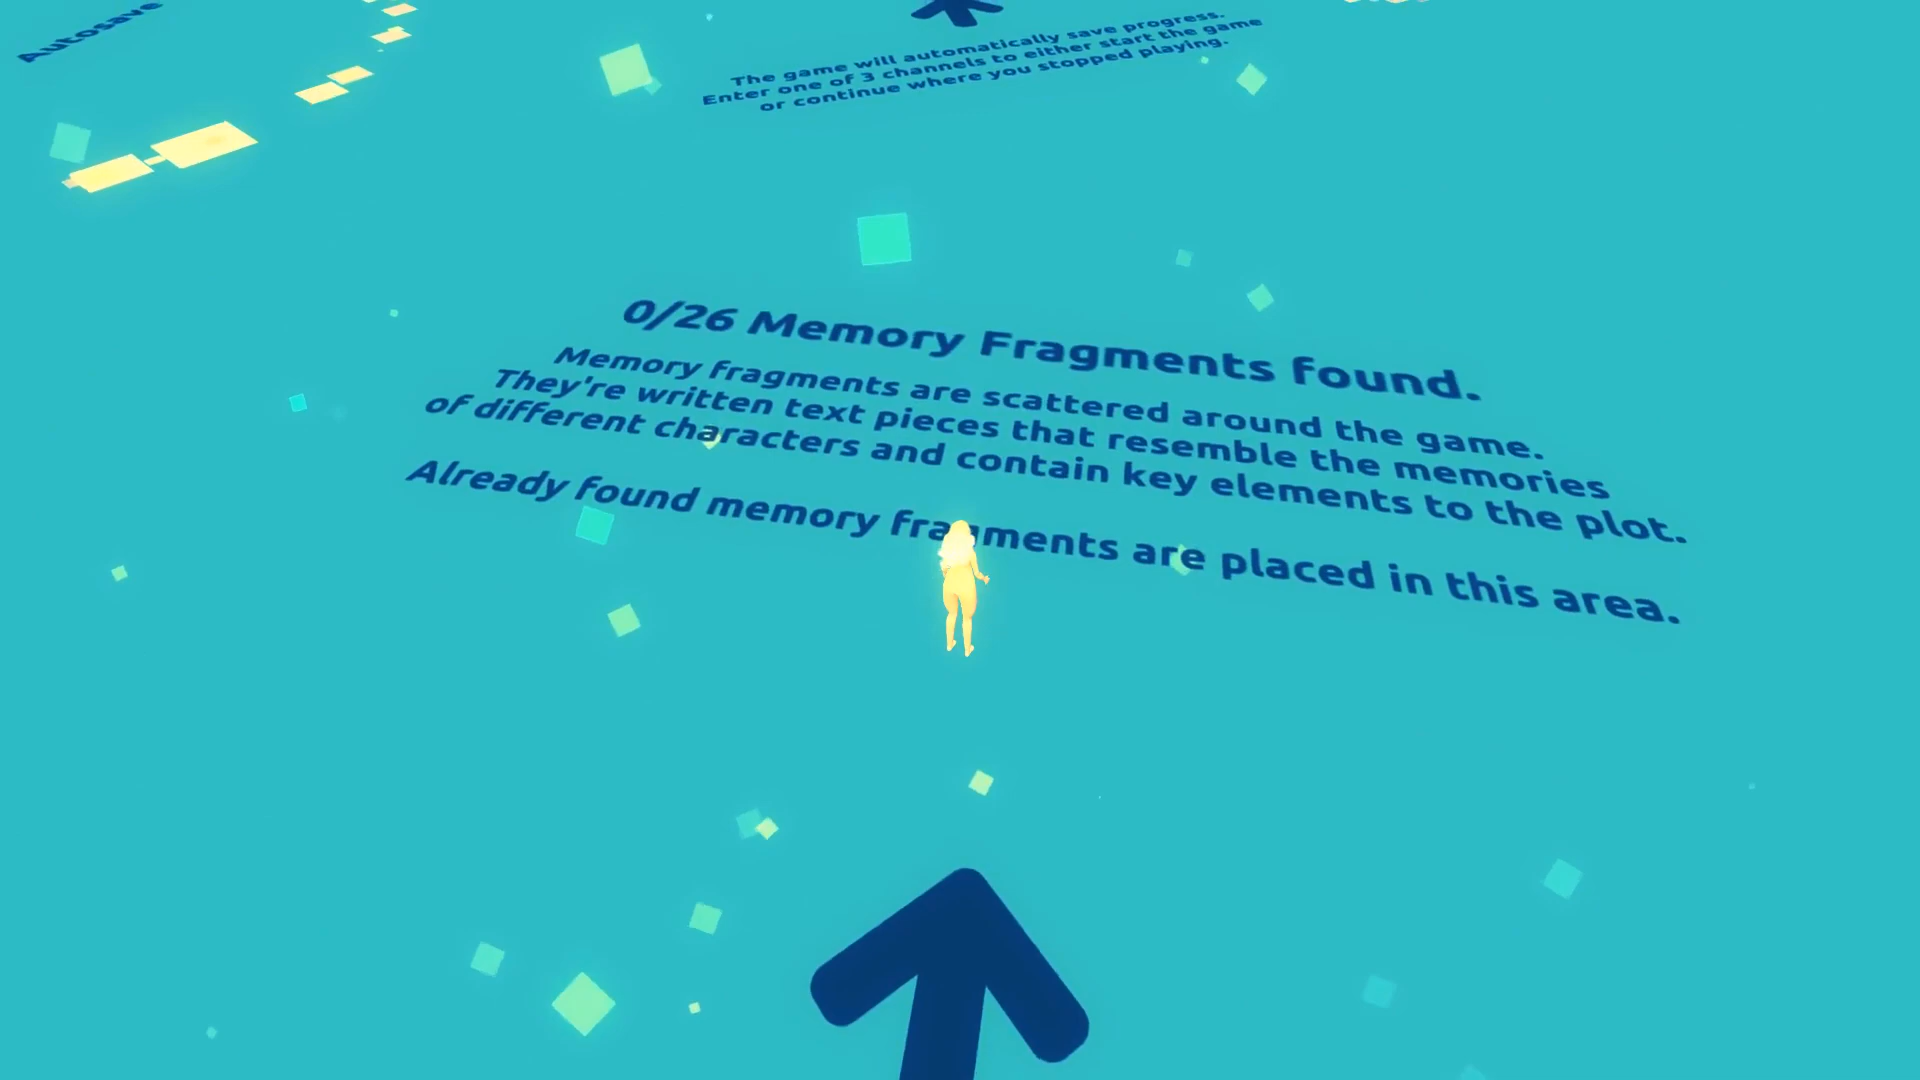 Autosave
The game will automatically save progress.
Enter one of 3 channels to either start the game
or continue where you stopped playing.
0/26 Memory Fragments found.
Memory fragments are scattered around the game.
They're written text pieces that resemble the memories
of different characters and contain key elements to the plot.
Already found memory fragments are placed in this area.